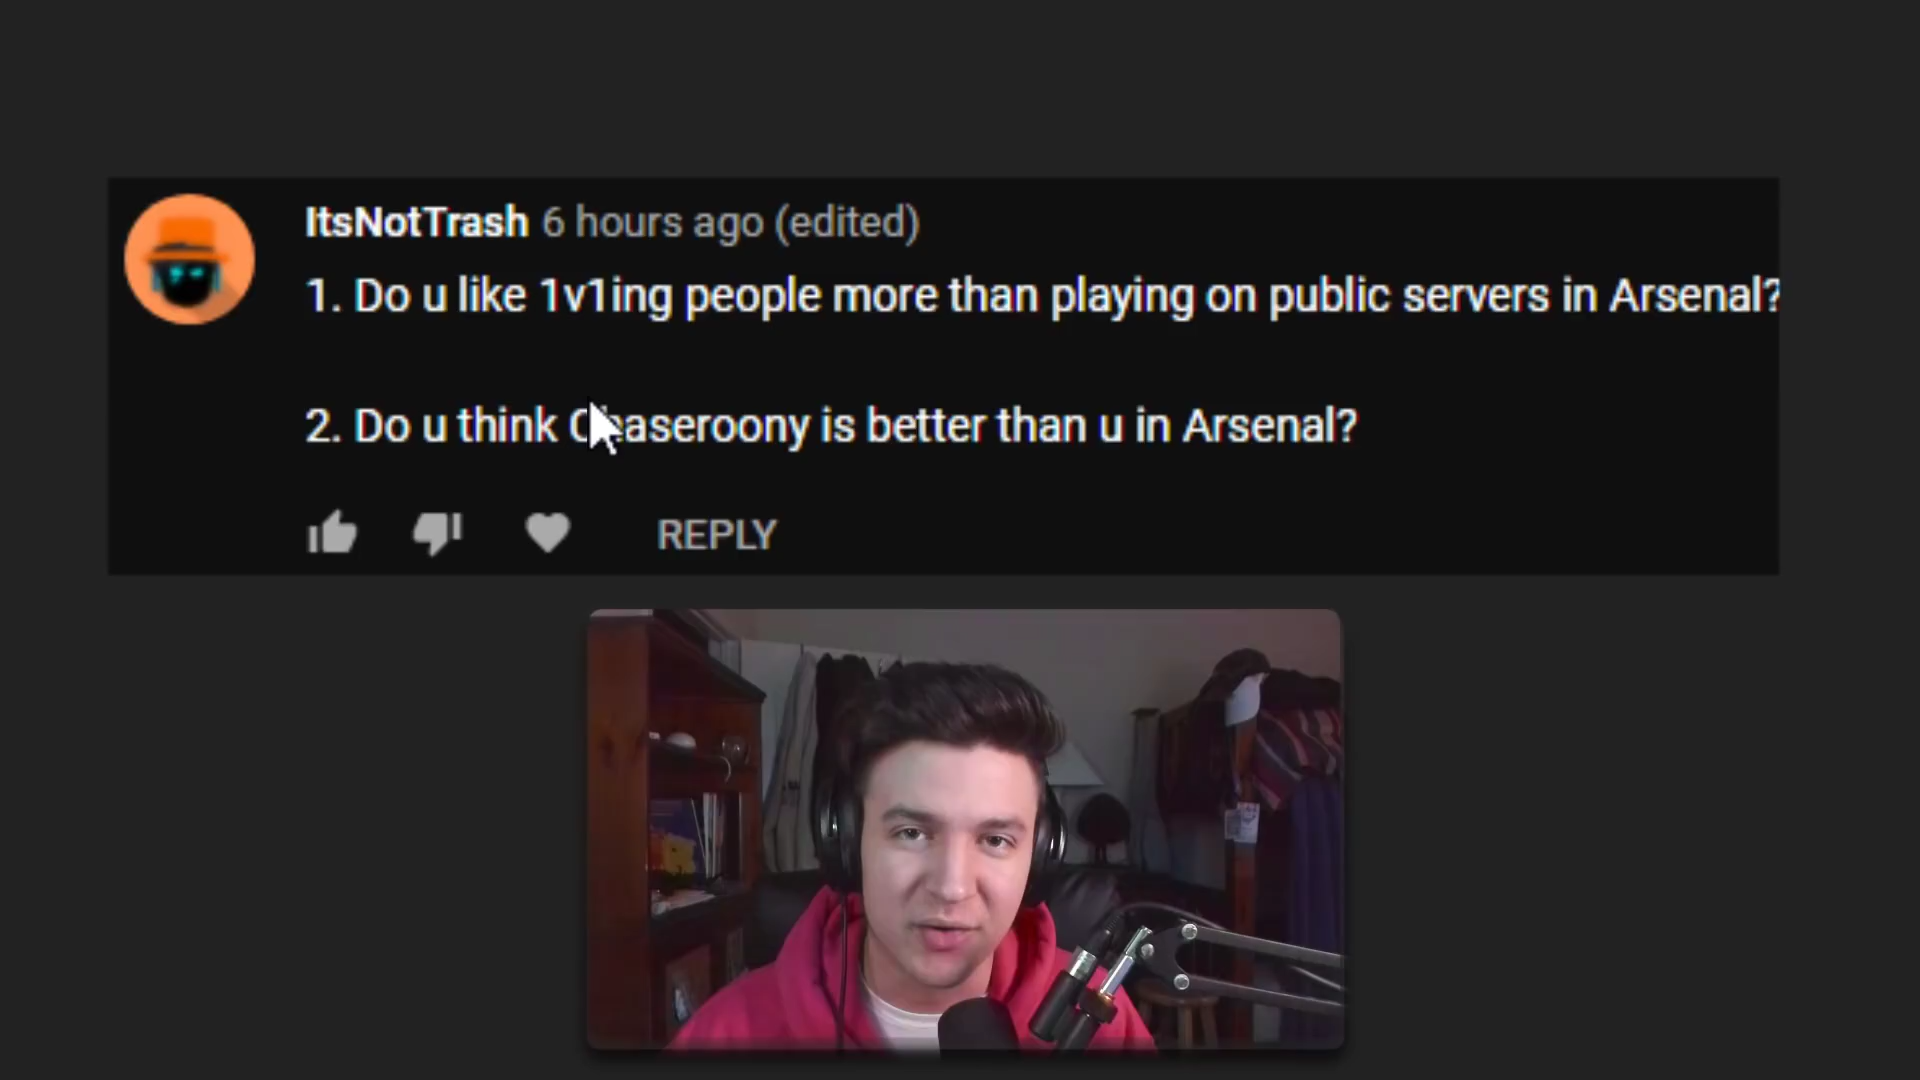 ItsNotTrash 6 hours ago (edited)
1. Do u like 1v1ing people more than playing on public servers in Arsenal?
2. Do u think Chaseroony is better than u in Arsenal?
REPLY